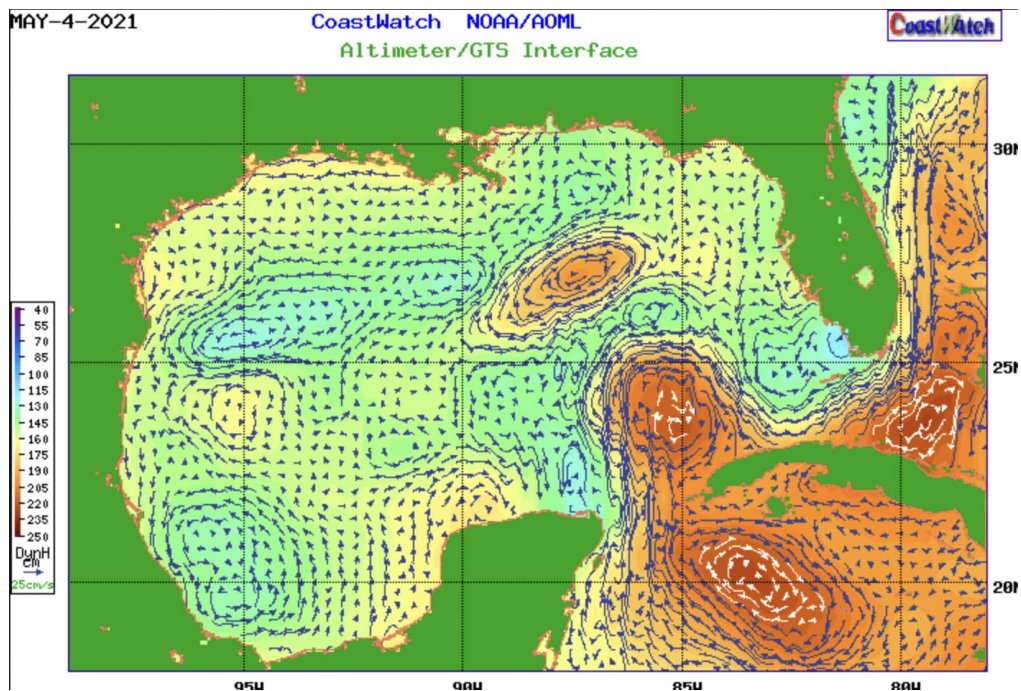 MAY-4-2021
CoastWatch NOAA/AOML
CoastWatch
Altimeter/GTS Interface
30N
25N
20N
40
55
70
85
100
115
130
145
160
175
190
205
220
235
250
DynH
cm
25cm/s
95W
90W
85W
80W